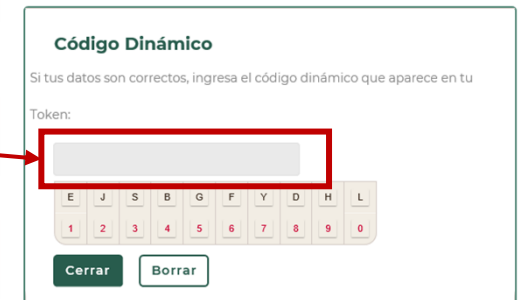 Código Dinámico
Si tus datos son correctos, ingresa el código dinámico que aparece en tu
Token:
E J S B G F Y D H L
1 2 3 4 5 6 7 8 9 0
Cerrar Borrar